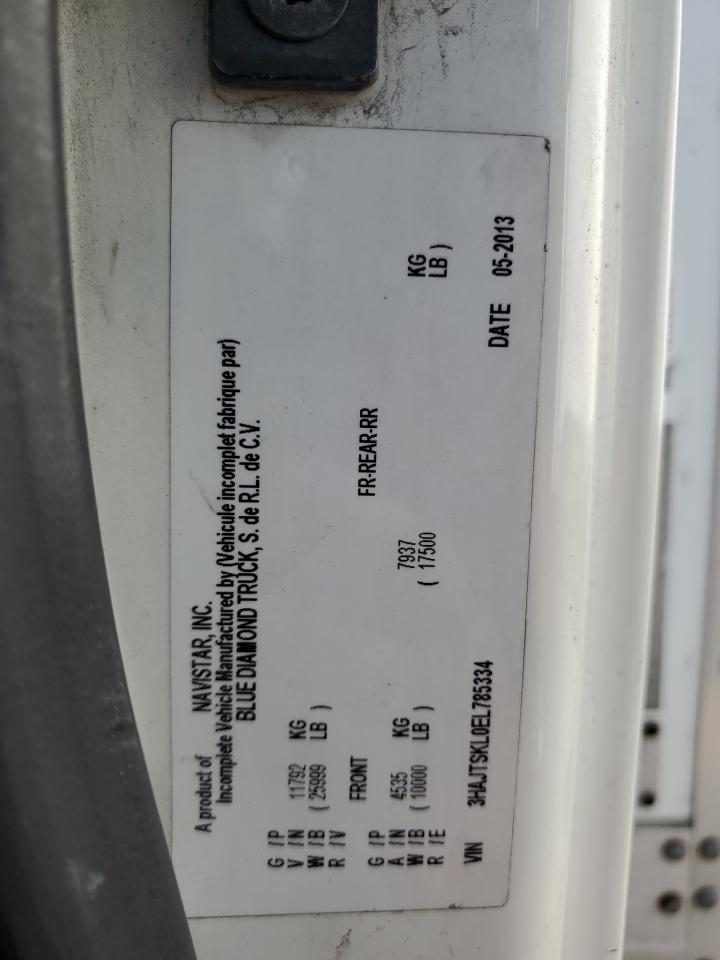 A product of NAVISTAR, INC.
Incomplete Vehicle Manufactured by (Vehicule incomplet fabrique par)
BLUE DIAMOND TRUCK, S. de R.L. de C.V.
G /P
V /N 11792 KG
W /B ( 25999 LB )
R /V
FRONT FR-REAR-RR
G /P
A /N 4535 KG 7937 KG
W /B ( 10000 LB ) ( 17500 LB )
R /E
VIN 3HAJTSKL0EL785334 DATE 05-2013